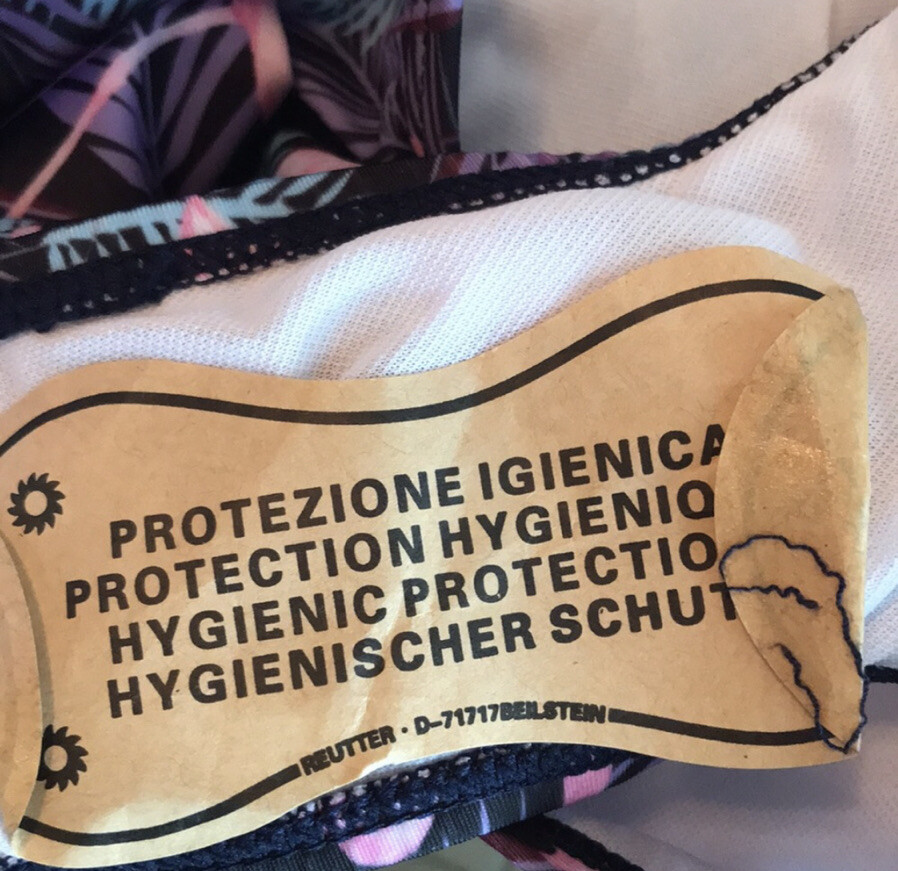 PROTEZIONE IGIENICA
PROTECTION HYGIENIQ
HYGIENIC PROTECTIO
HYGIENISCHER SCHUT
REUTTER · D-71717BEILSTEIN